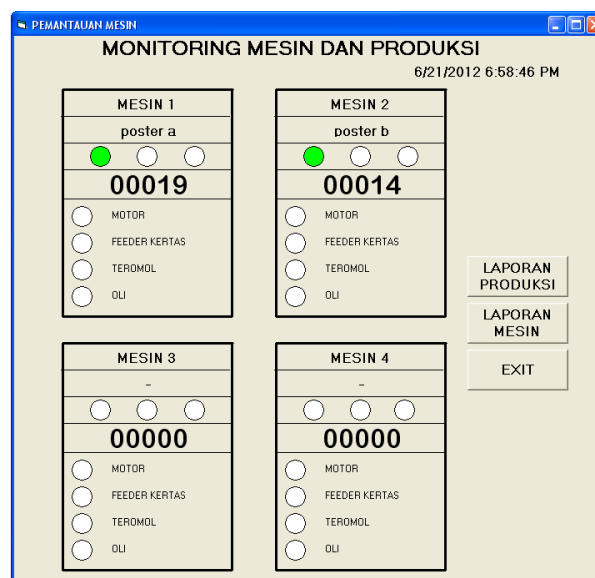 PEMANTAUAN MESIN
MONITORING MESIN DAN PRODUKSI
6/21/2012 6:58:46 PM
MESIN 1
poster a
00019
MOTOR
FEEDER KERTAS
TEROMOL
OLI
MESIN 2
poster b
00014
MOTOR
FEEDER KERTAS
TEROMOL
OLI
MESIN 3
-
00000
MOTOR
FEEDER KERTAS
TEROMOL
OLI
MESIN 4
-
00000
MOTOR
FEEDER KERTAS
TEROMOL
OLI
LAPORAN
PRODUKSI
LAPORAN
MESIN
EXIT